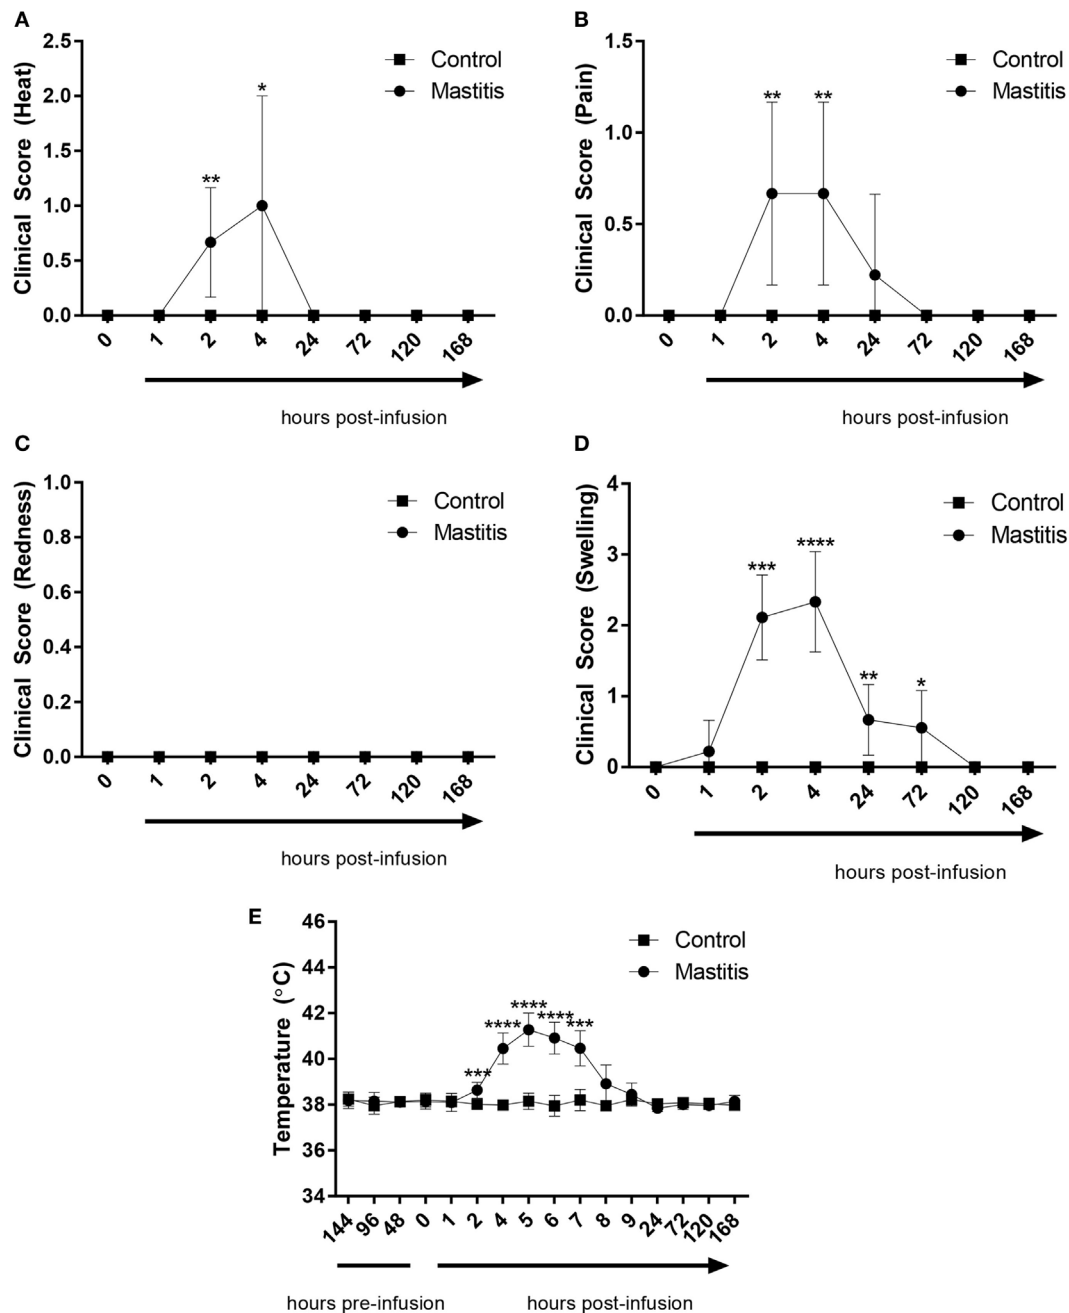 A
Clinical Score (Heat)
2.5
2.0
1.5
1.0
0.5
0.0
Control
Mastitis
**
*
0 1 2 4 24 72 120 168
hours post-infusion
B
Clinical Score (Pain)
1.5
1.0
0.5
0.0
Control
Mastitis
** **
0 1 2 4 24 72 120 168
hours post-infusion
C
Clinical Score (Redness)
1.0
0.8
0.6
0.4
0.2
0.0
Control
Mastitis
0 1 2 4 24 72 120 168
hours post-infusion
D
Clinical Score (Swelling)
4
3
2
1
0
Control
Mastitis
***
****
**
*
0 1 2 4 24 72 120 168
hours post-infusion
E
Temperature (°C)
46
44
42
40
38
36
34
Control
Mastitis
***
****
****
****
***
144 96 48 0 1 2 4 5 6 7 8 9 24 72 120 168
hours pre-infusion
hours post-infusion